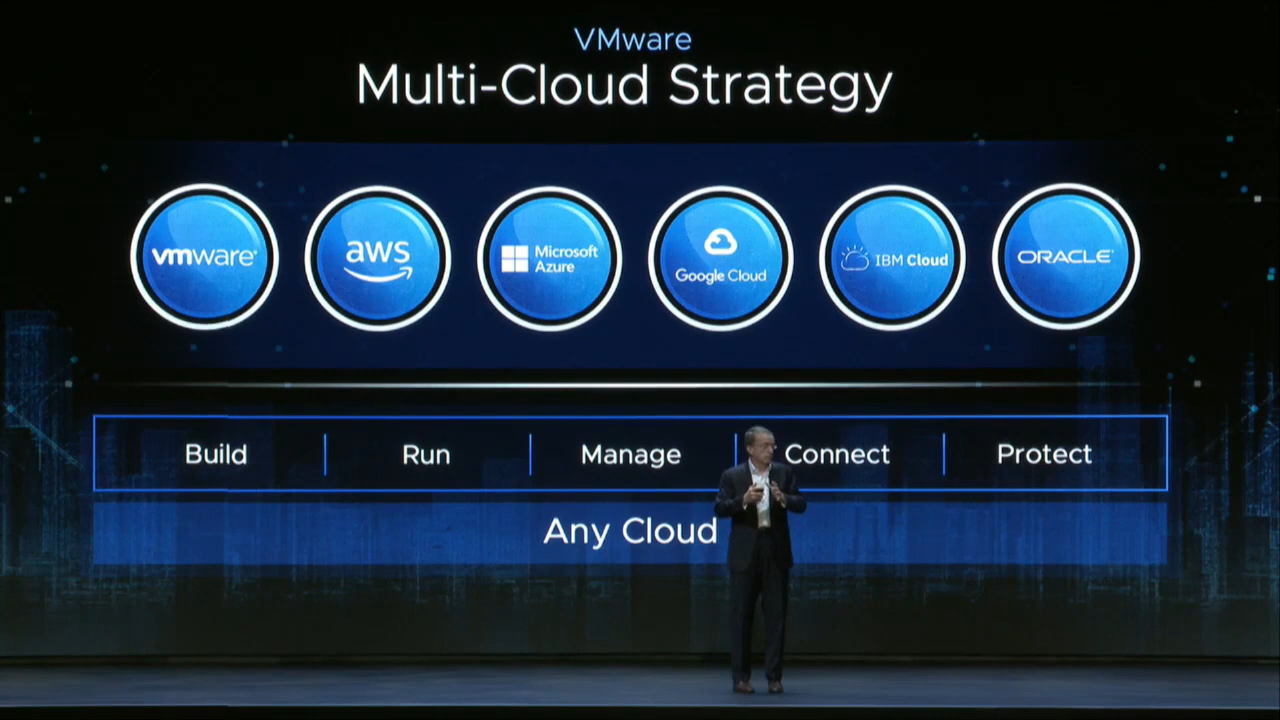 VMware
Multi-Cloud Strategy
vmware®
aws
Microsoft
Azure
Google Cloud
IBM Cloud
ORACLE®
Build
Run
Manage
Connect
Protect
Any Cloud